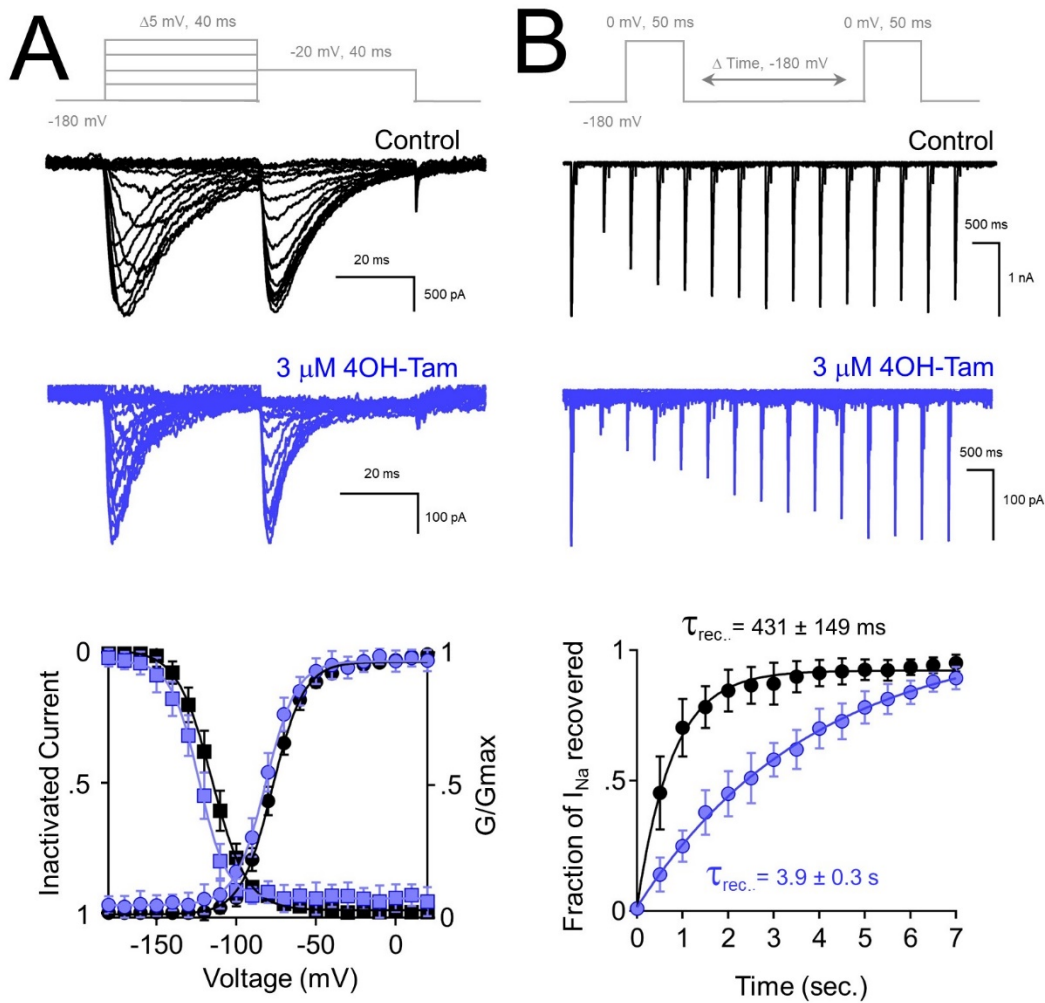 A
Δ5 mV, 40 ms
-20 mV, 40 ms
-180 mV
Control
20 ms
500 pA
3 μM 4OH-Tam
20 ms
100 pA
Inactivated Current
0
.5
1
1
.5
0
G/Gmax
-150
-100
-50
0
Voltage (mV)
B
0 mV, 50 ms
0 mV, 50 ms
Δ Time, -180 mV
-180 mV
Control
500 ms
1 nA
3 μM 4OH-Tam
500 ms
100 pA
τrec.. = 431 ± 149 ms
Fraction of INa recovered
1
.5
0
τrec.. = 3.9 ± 0.3 s
0 1 2 3 4 5 6 7
Time (sec.)